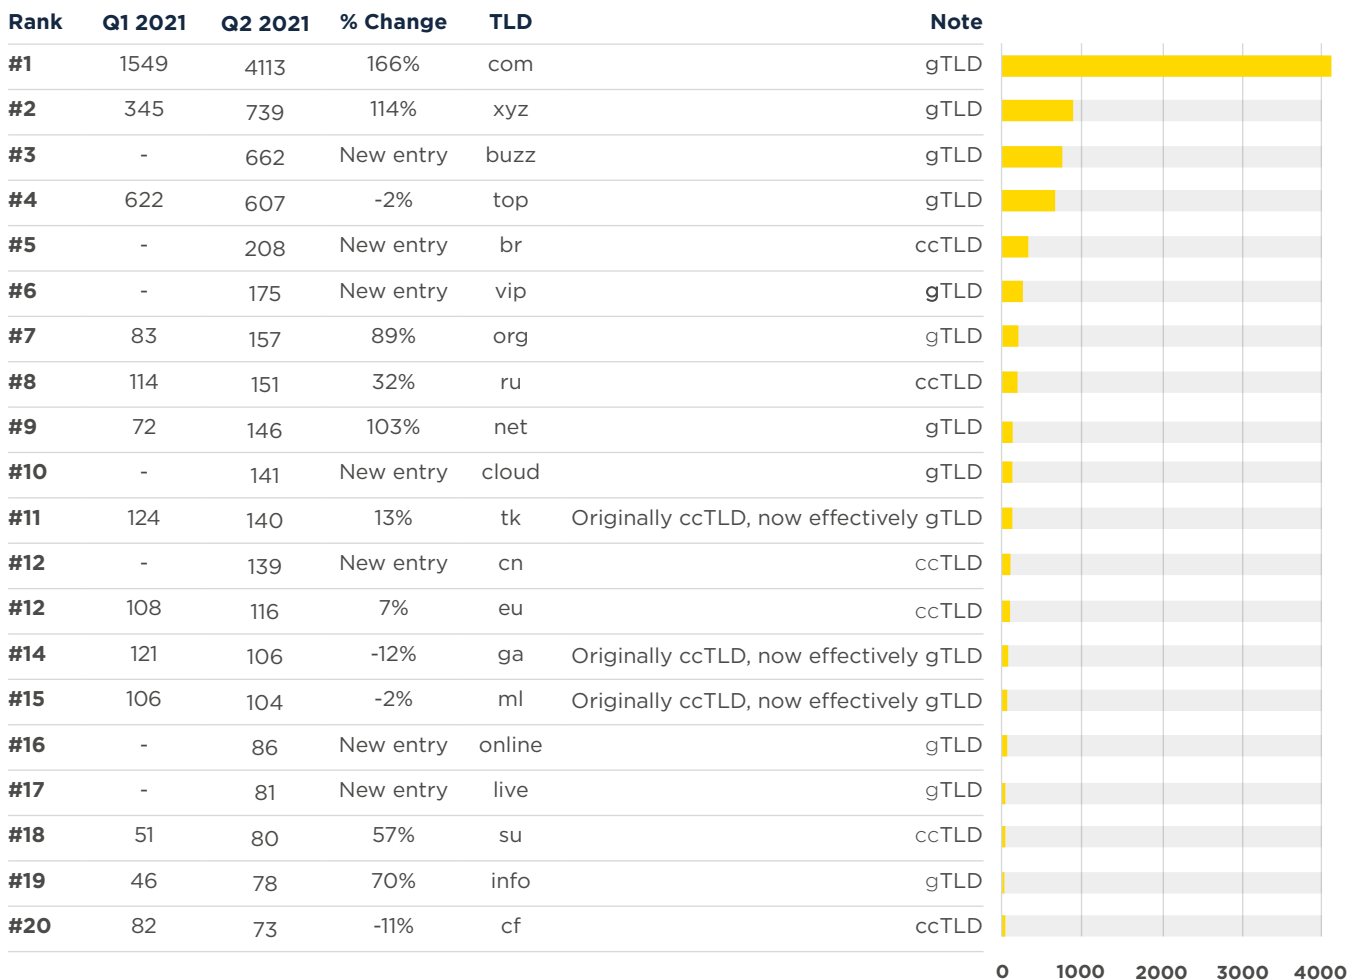 Rank Q1 2021 Q2 2021 % Change TLD Note
#1 1549 4113 166% com gTLD
#2 345 739 114% xyz gTLD
#3 - 662 New entry buzz gTLD
#4 622 607 -2% top gTLD
#5 - 208 New entry br ccTLD
#6 - 175 New entry vip gTLD
#7 83 157 89% org gTLD
#8 114 151 32% ru ccTLD
#9 72 146 103% net gTLD
#10 - 141 New entry cloud gTLD
#11 124 140 13% tk Originally ccTLD, now effectively gTLD
#12 - 139 New entry cn ccTLD
#12 108 116 7% eu ccTLD
#14 121 106 -12% ga Originally ccTLD, now effectively gTLD
#15 106 104 -2% ml Originally ccTLD, now effectively gTLD
#16 - 86 New entry online gTLD
#17 - 81 New entry live gTLD
#18 51 80 57% su ccTLD
#19 46 78 70% info gTLD
#20 82 73 -11% cf ccTLD
0 1000 2000 3000 4000